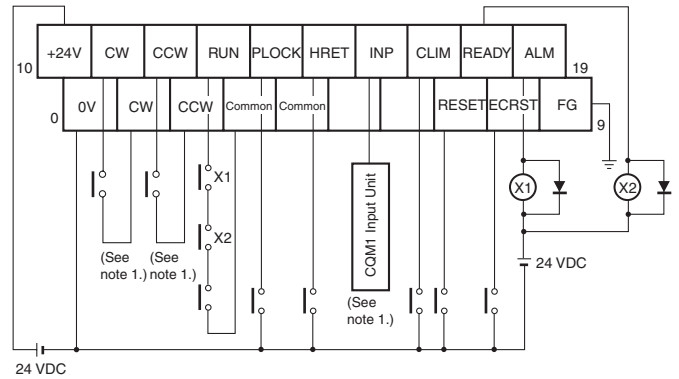 +24V CW CCW RUN PLOCK HRET INP CLIM READY ALM
10 19
0V CW CCW Common Common RESET ECRST FG
0 9
X1
X2
X1 X2
CQM1 Input Unit
(See note 1.)
(See note 1.)
(See note 1.)
24 VDC
24 VDC